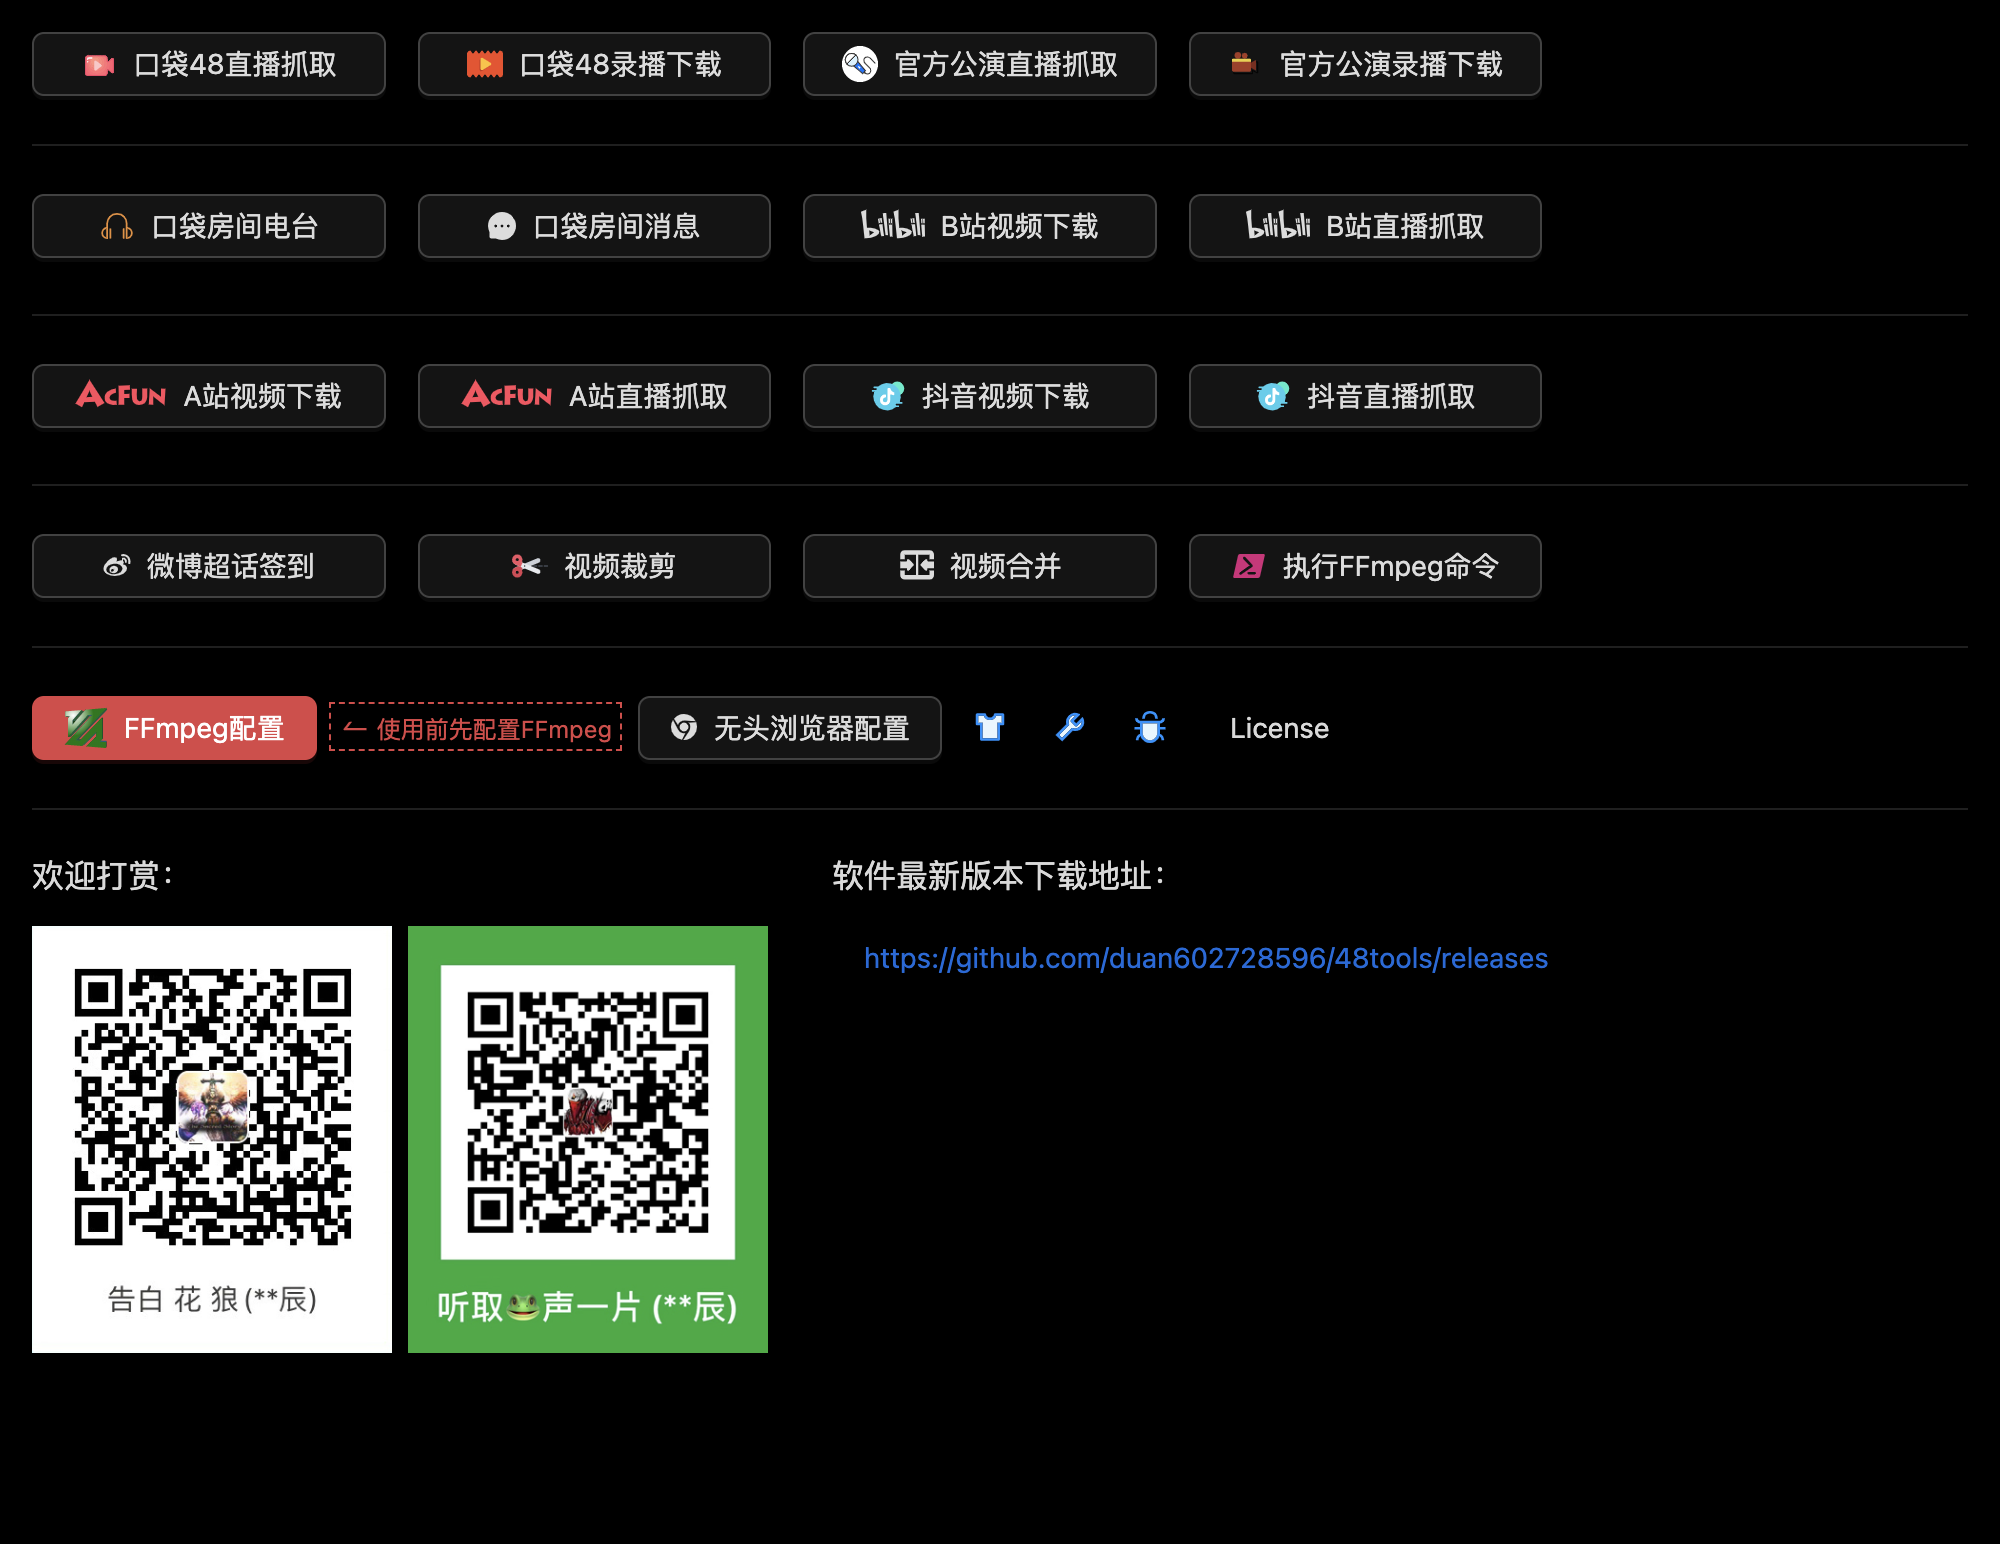 口袋48直播抓取
口袋48录播下载
官方公演直播抓取
官方公演录播下载
口袋房间电台
口袋房间消息
bilibili B站视频下载
bilibili B站直播抓取
ACFUN A站视频下载
ACFUN A站直播抓取
抖音视频下载
抖音直播抓取
微博超话签到
视频裁剪
视频合并
执行FFmpeg命令
FFmpeg配置
← 使用前先配置FFmpeg
无头浏览器配置
License
欢迎打赏：
软件最新版本下载地址：
https://github.com/duan602728596/48tools/releases
告白 花 狼(**辰)
听取🐸声一片 (**辰)